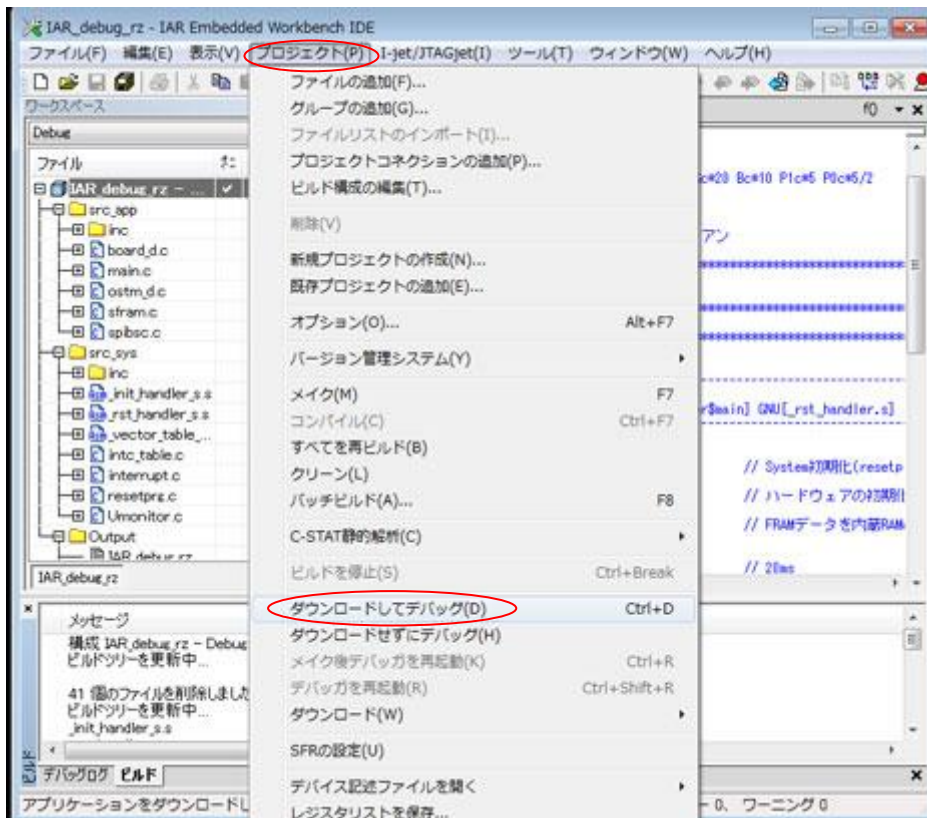 IAR_debug_rz - IAR Embedded Workbench IDE
ファイル(F) 編集(E) 表示(V) プロジェクト(P) I-jet/JTAGjet(I) ツール(T) ウィンドウ(W) ヘルプ(H)
ワークスペース
Debug
ファイル
IAR_debug_rz - ...
src_app
inc
board_d.c
main.c
ostm_d.c
sfram.c
spibsc.c
src_sys
inc
_init_handler_s.s
_rst_handler_s.s
_vector_table_...
intc_table.c
interrupt.c
resetprg.c
Umonitor.c
Output
IAR_debug_rz
IAR_debug_rz
ファイルの追加(F)...
グループの追加(G)...
ファイルリストのインポート(I)...
プロジェクトコネクションの追加(P)...
ビルド構成の編集(T)...
削除(V)
新規プロジェクトの作成(N)...
既存プロジェクトの追加(E)...
オプション(O)... Alt+F7
バージョン管理システム(Y)
メイク(M) F7
コンパイル(C) Ctrl+F7
すべてを再ビルド(B)
クリーン(L)
バッチビルド(A)... F8
C-STAT静的解析(C)
ビルドを停止(S) Ctrl+Break
ダウンロードしてデバッグ(D) Ctrl+D
ダウンロードせずにデバッグ(H)
メイク後デバッガを再起動(K) Ctrl+R
デバッガを再起動(R) Ctrl+Shift+R
ダウンロード(W)
SFRの設定(U)
デバイス記述ファイルを開く
レジスタリストを保存...
f()
Bc*10 P1c*5 P0c*5/2
アン
r$main] GNU[_rst_handler.s]
// System初期化(resetp
// ハードウェアの初期
// FRAMデータを内蔵RAM
// 20ms
メッセージ
構成 IAR_debug_rz - Debug
ビルドツリーを更新中...
41 個のファイルを削除しました
ビルドツリーを更新中...
_init_handler_s.s
ビルド
デバッグログ ビルド
アプリケーションをダウンロードし
ー 0、ワーニング 0